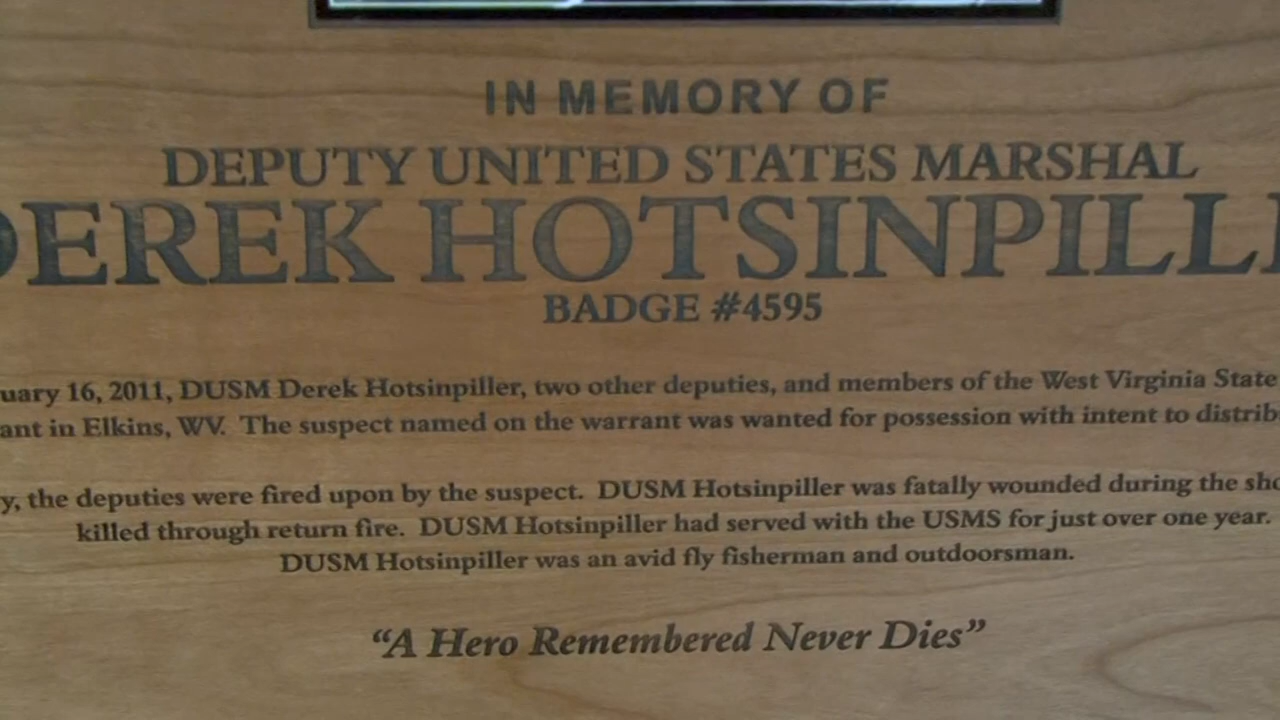 IN MEMORY OF
DEPUTY UNITED STATES MARSHAL
DEREK HOTSINPILL
BADGE #4595
uary 16, 2011, DUSM Derek Hotsinpiller, two other deputies, and members of the West Virginia State
ant in Elkins, WV. The suspect named on the warrant was wanted for possession with intent to distrib
y, the deputies were fired upon by the suspect. DUSM Hotsinpiller was fatally wounded during the sho
killed through return fire. DUSM Hotsinpiller had served with the USMS for just over one year.
DUSM Hotsinpiller was an avid fly fisherman and outdoorsman.
“A Hero Remembered Never Dies”